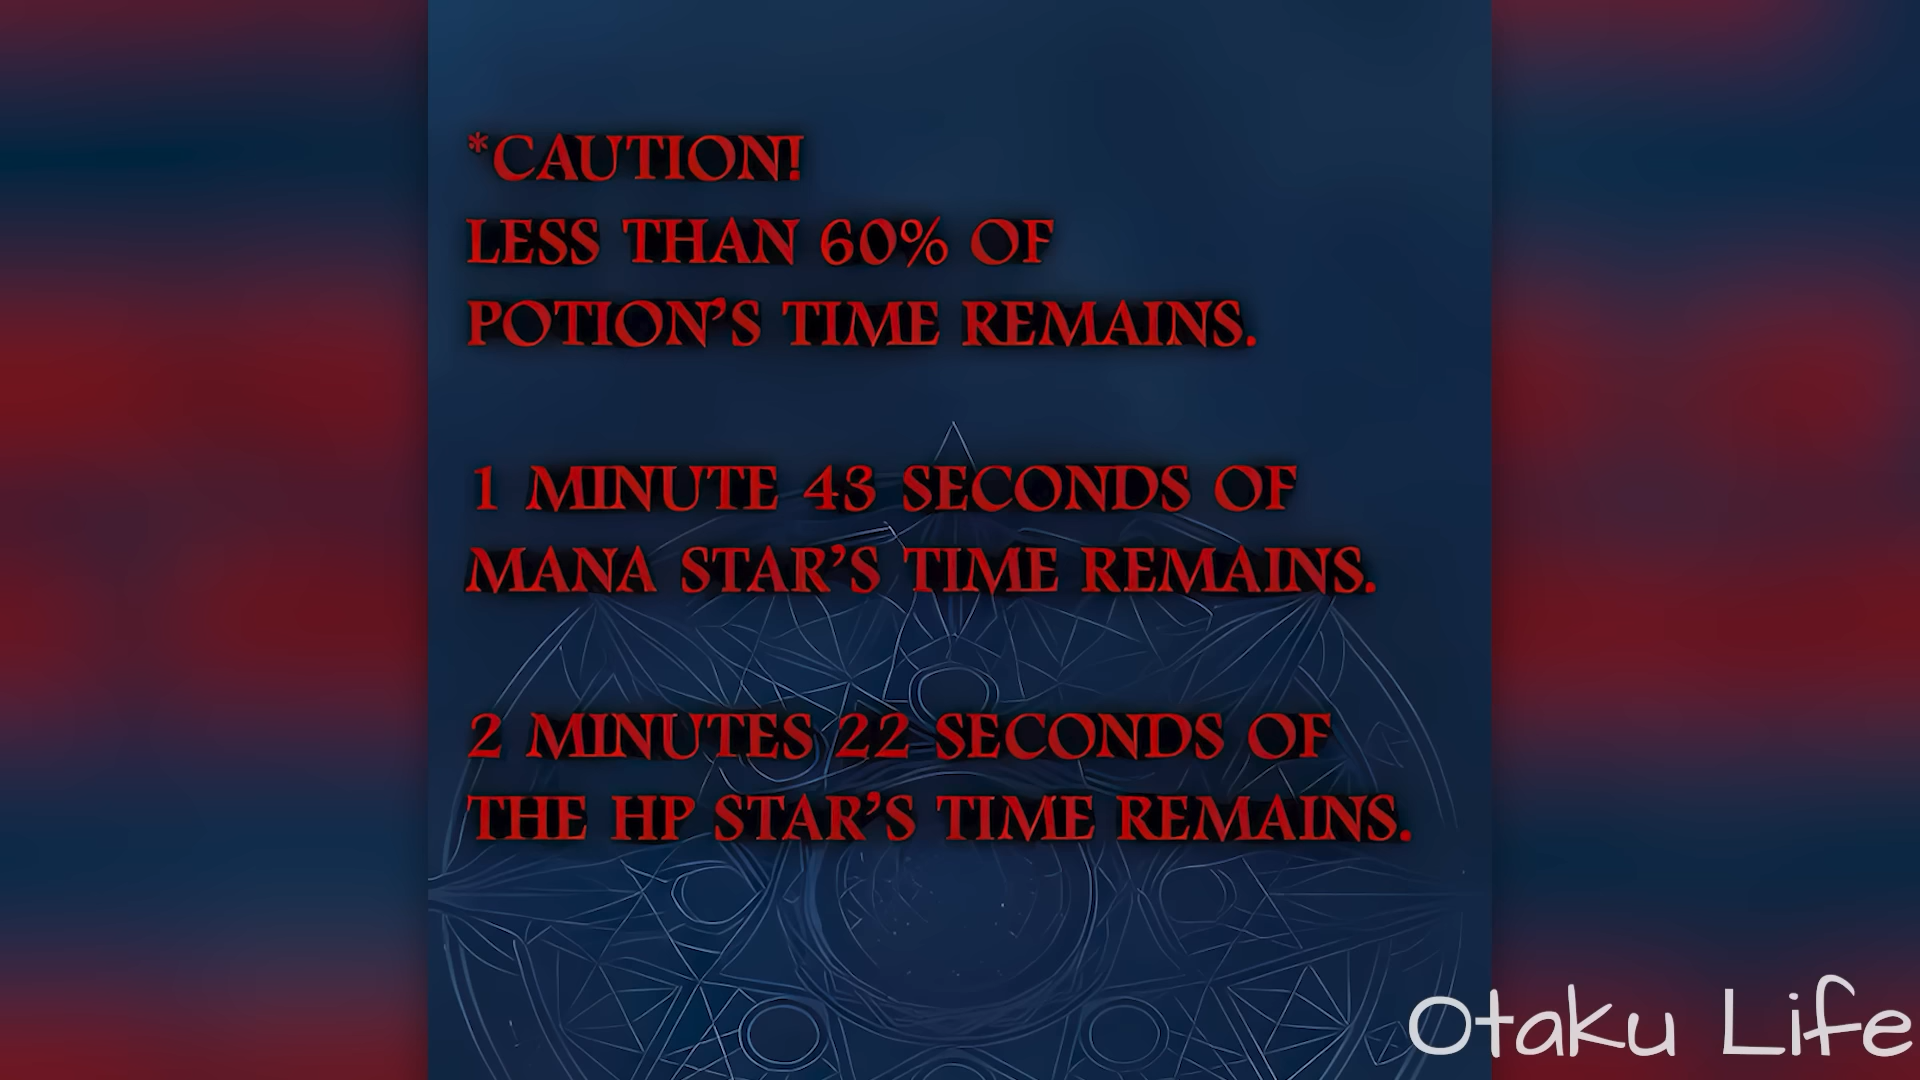 *CAUTION!
LESS THAN 60% OF
POTION'S TIME REMAINS.
1 MINUTE 43 SECONDS OF
MANA STAR'S TIME REMAINS.
2 MINUTES 22 SECONDS OF
THE HP STAR'S TIME REMAINS.
Otaku Life